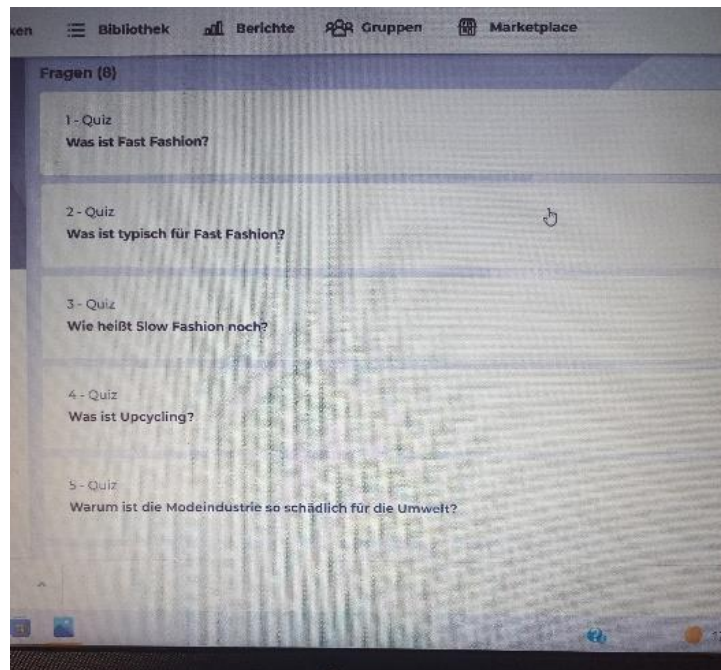 ken Bibliothek Berichte Gruppen Marketplace
Fragen (8)
1 - Quiz
Was ist Fast Fashion?
2 - Quiz
Was ist typisch für Fast Fashion?
3 - Quiz
Wie heißt Slow Fashion noch?
4 - Quiz
Was ist Upcycling?
5 - Quiz
Warum ist die Modeindustrie so schädlich für die Umwelt?